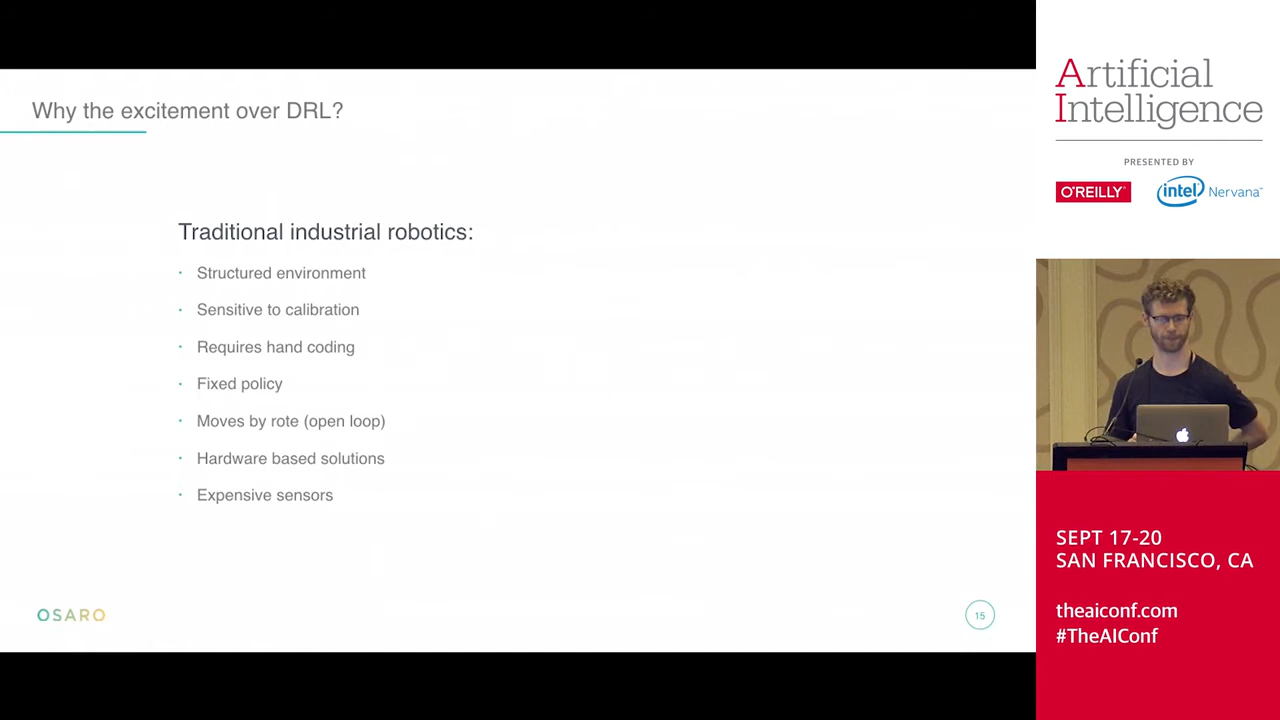 Why the excitement over DRL?
Traditional industrial robotics:
· Structured environment
· Sensitive to calibration
· Requires hand coding
· Fixed policy
· Moves by rote (open loop)
· Hardware based solutions
· Expensive sensors
OSARO
15
Artificial
Intelligence
PRESENTED BY
O'REILLY
intel Nervana
SEPT 17-20
SAN FRANCISCO, CA
theaiconf.com
#TheAIConf